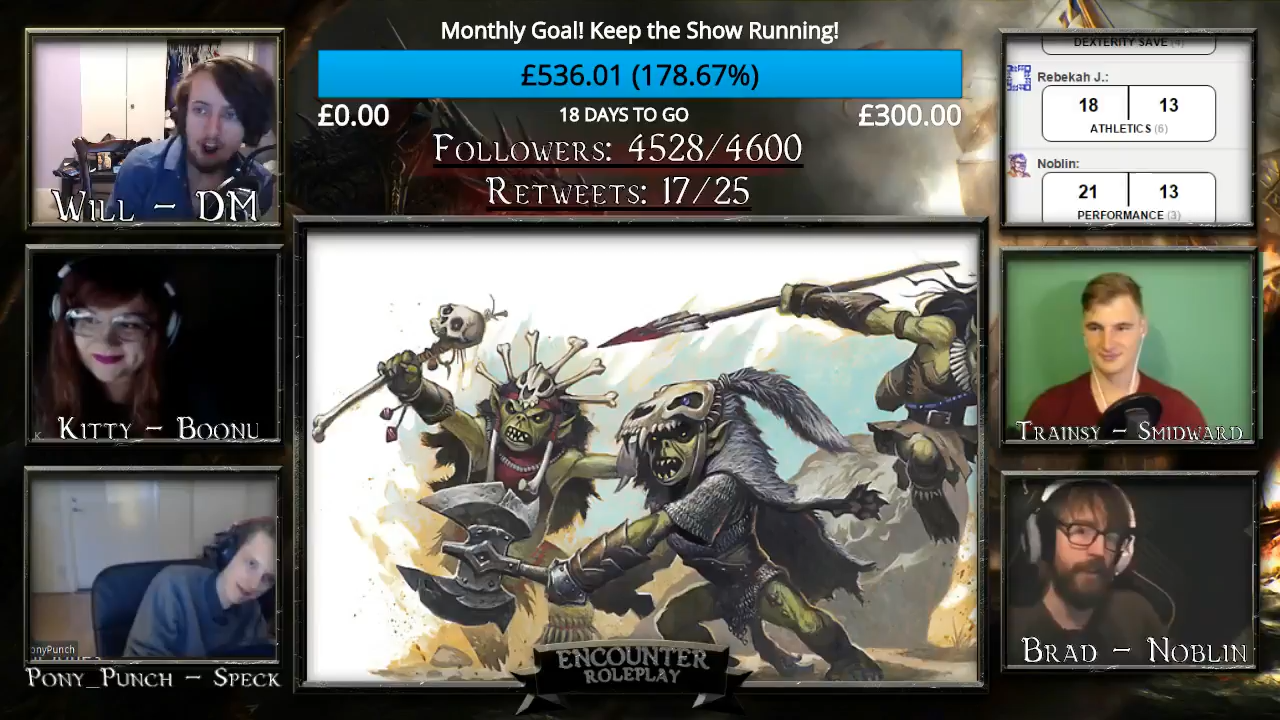 Monthly Goal! Keep the Show Running!
£536.01 (178.67%)
£0.00
18 DAYS TO GO
£300.00
Followers: 4528/4600
Retweets: 17/25
Will - DM
Kitty - Boonu
onyPunch
Pony_Punch - Speck
DEXTERITY SAVE (4)
Rebekah J.:
18 13
ATHLETICS (6)
Noblin:
21 13
PERFORMANCE (3)
Trainsy - Smidward
Brad - Noblin
ENCOUNTER
ROLEPLAY